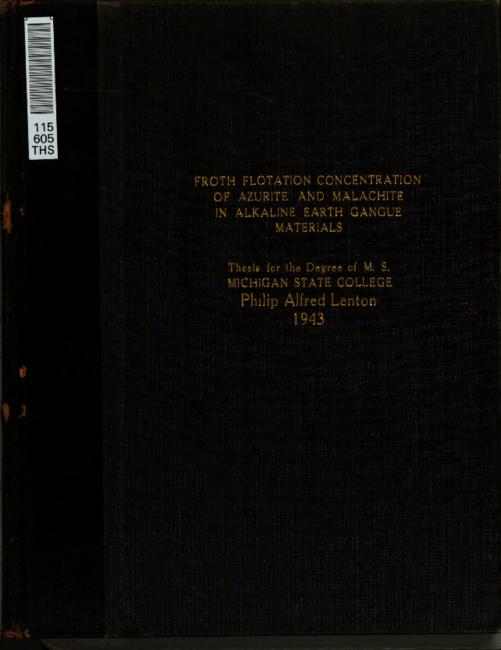 115
605
THS
FROTH FLOTATION CONCENTRATION
OF AZURITE AND MALACHITE
IN ALKALINE EARTH GANGUE
MATERIALS
Thesis for the Degree of M. S.
MICHIGAN STATE COLLEGE
Philip Alfred Lenton
1943